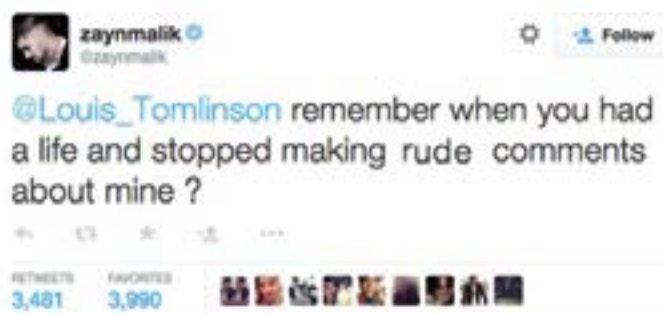 zaynmalik
@zaynmalik
Follow
@Louis_Tomlinson remember when you had
a life and stopped making rude comments
about mine ?
RETWEETS FAVORITES
3,481 3,990